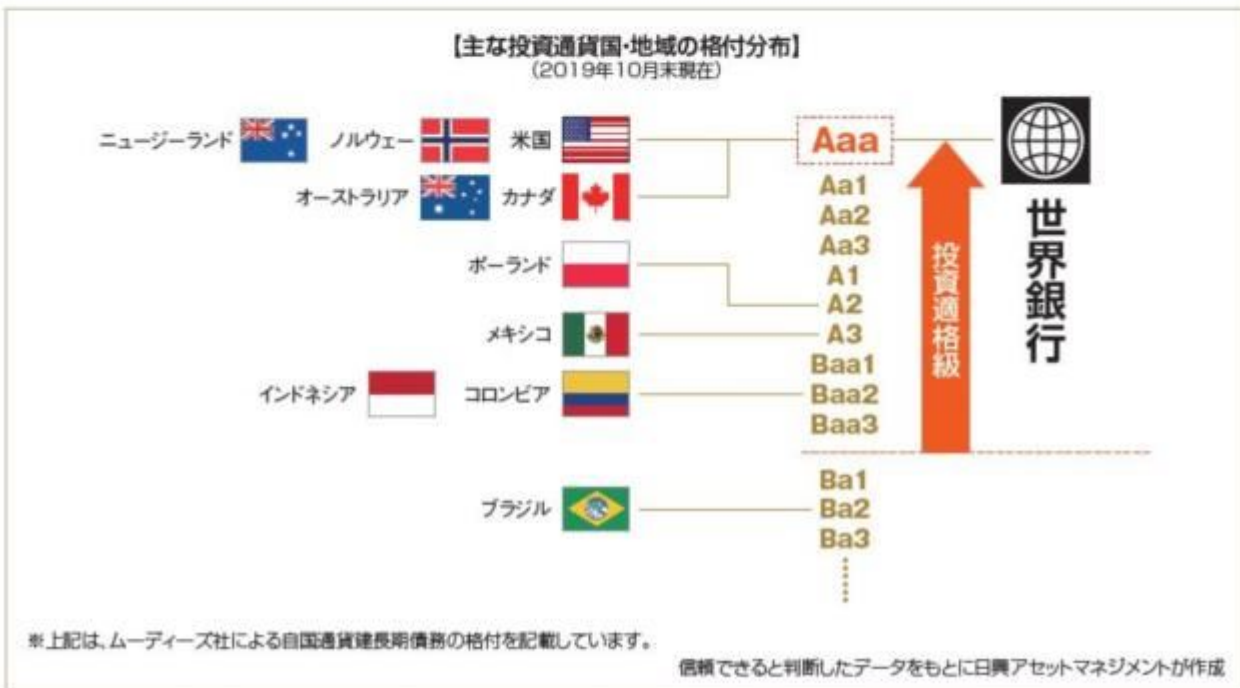 【主な投資通貨国・地域の格付分布】
(2019年10月末現在)
ニュージーランド ノルウェー 米国 Aaa
オーストラリア カナダ
Aa1
Aa2
Aa3
ポーランド
A1
A2
メキシコ A3
Baa1
インドネシア コロンビア Baa2
Baa3
投資適格級
世界銀行
Ba1
ブラジル Ba2
Ba3
※上記は、ムーディーズ社による自国通貨建長期債務の格付を記載しています。
信頼できると判断したデータをもとに日興アセットマネジメントが作成